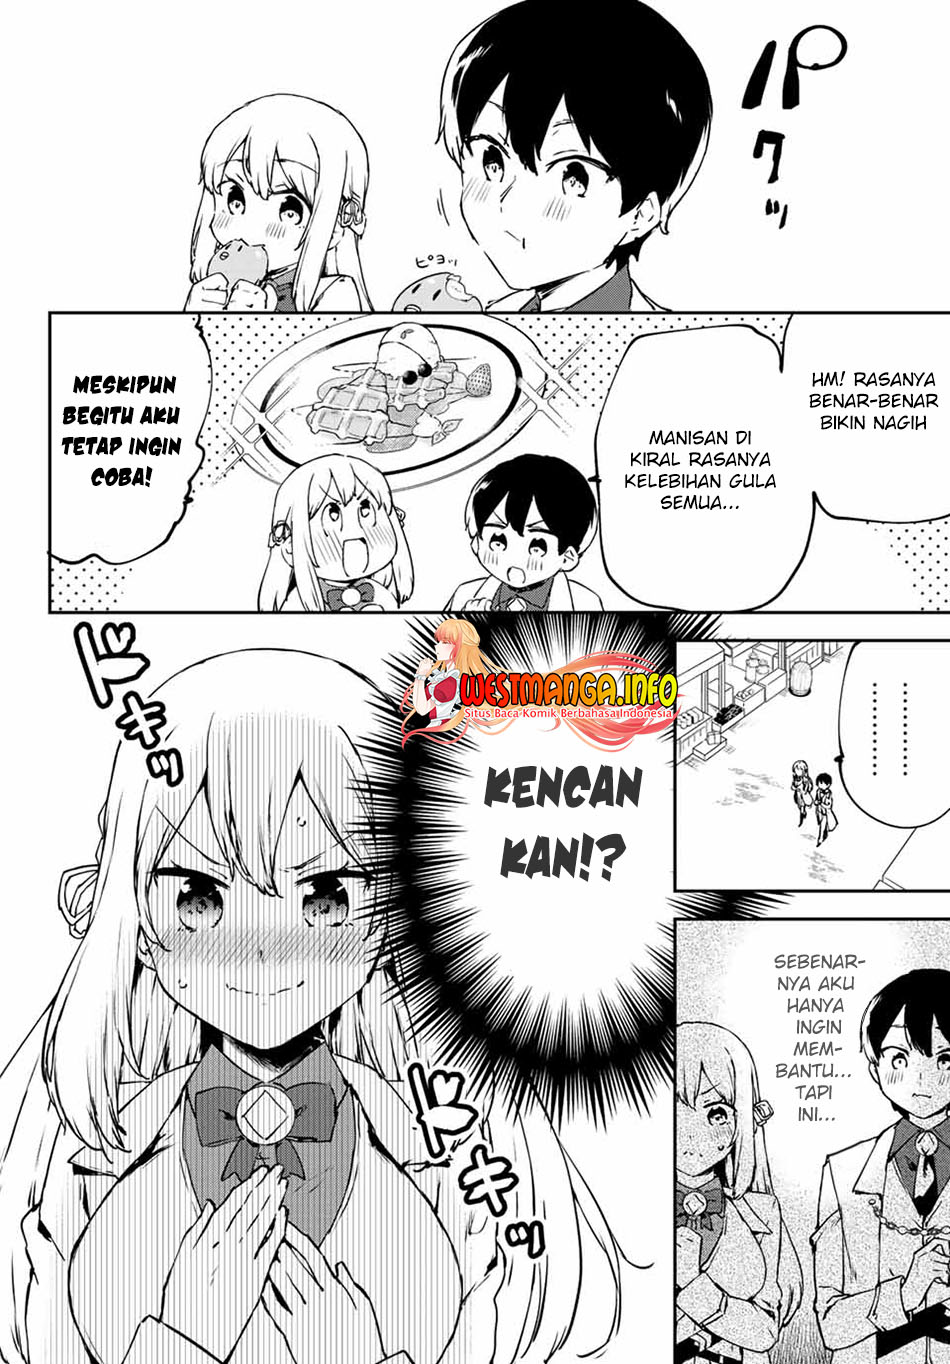 パクッ
ピヨッ
HM! RASANYA
BENAR-BENAR
BIKIN NAGIH
MANISAN DI
KIRAL RASANYA
KELEBIHAN GULA
SEMUA...
MESKIPUN
BEGITU AKU
TETAP INGIN
COBA!
WESTMANGA.INFO
Situs Baca Komik Berbahasa Indonesia
SEBENAR-
NYA AKU
HANYA
INGIN
MEM-
BANTU...
TAPI
INI...
KENCAN
KAN!?
ドキッ
ドキッ